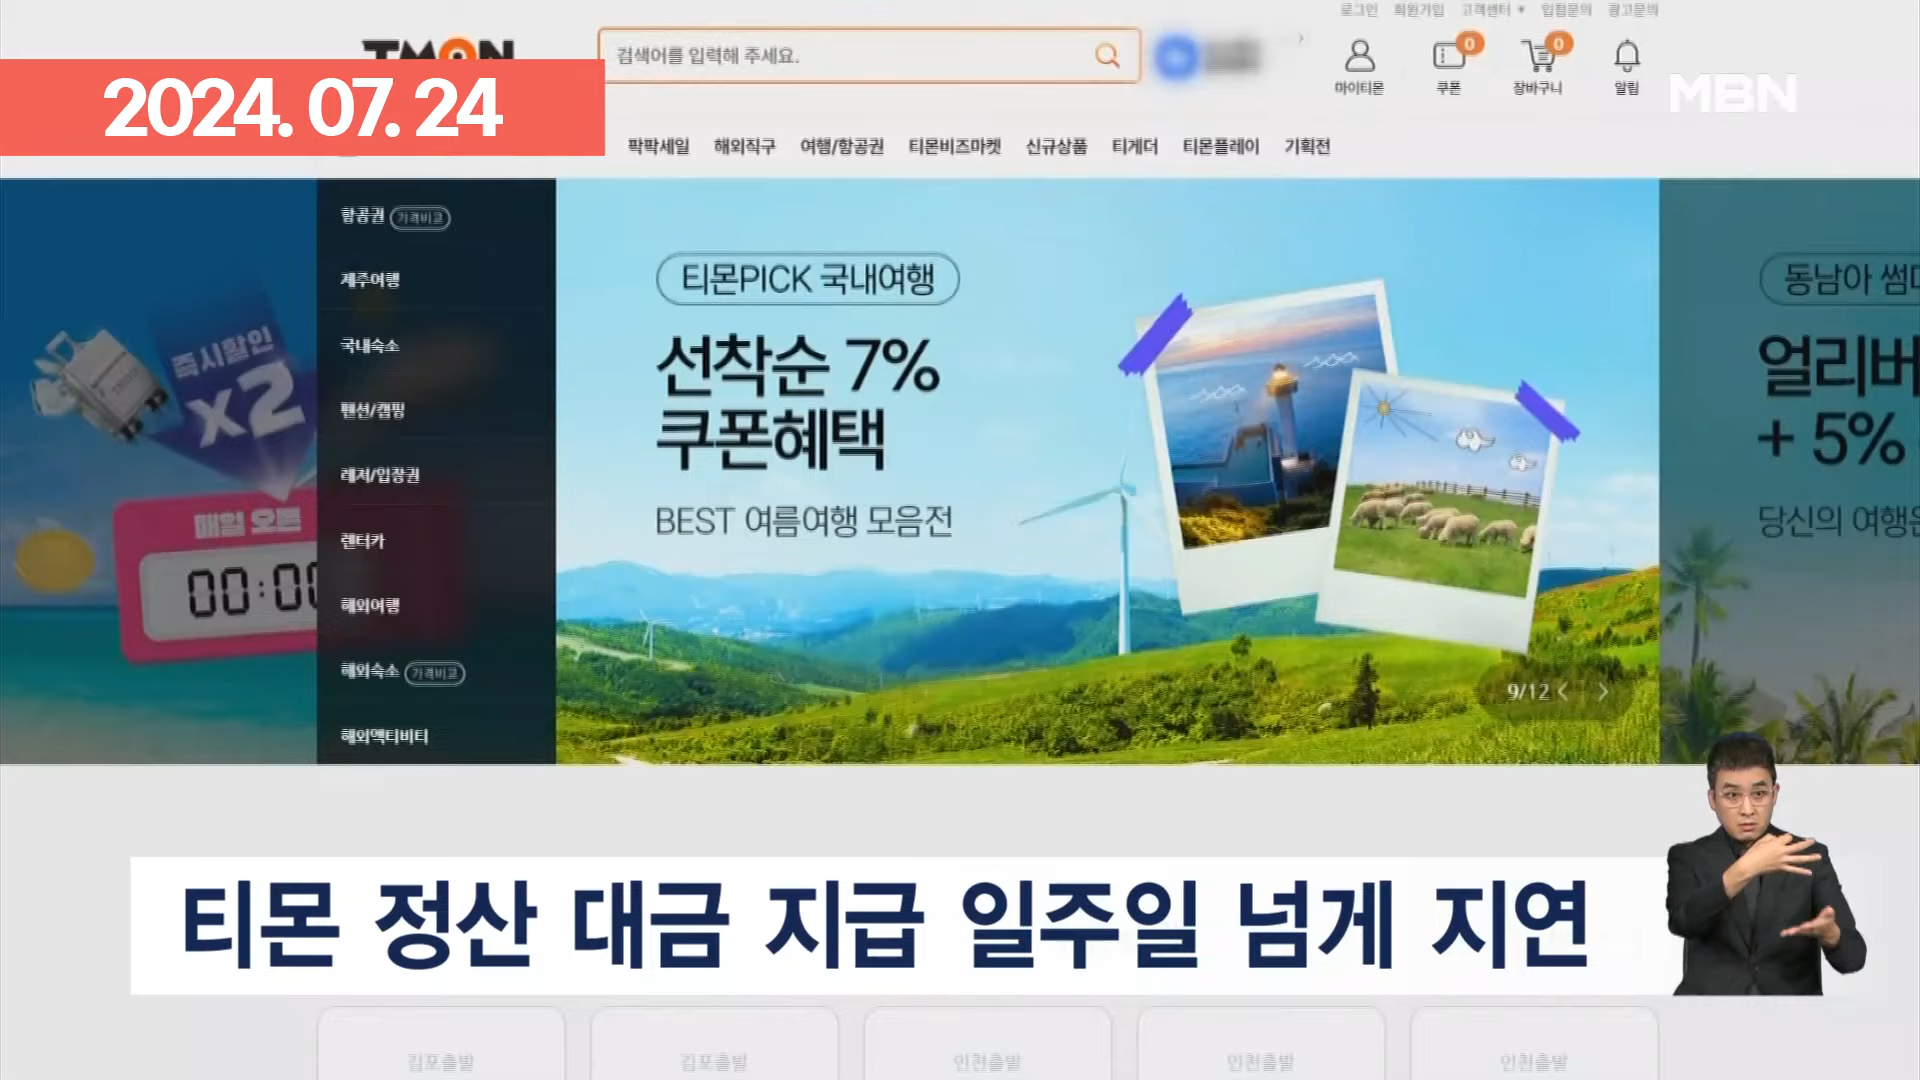 로그인 회원가입 고객센터 입점문의 광고문의
TMON
검색어를 입력해 주세요.
0
0
마이티몬 쿠폰 장바구니 알림
MBN
2024. 07. 24
팍팍세일 해외직구 여행/항공권 티몬비즈마켓 신규상품 티게더 티몬플레이 기획전
항공권 가격비교
제주여행
국내숙소
펜션/캠핑
레저/입장권
렌터카
해외여행
해외숙소 가격비교
해외액티비티
즉시할인
x2
매일 오픈
00:00
티몬PICK 국내여행
선착순 7%
쿠폰혜택
BEST 여름여행 모음전
9/12
동남아 썸
얼리버
+ 5%
당신의 여행은
티몬 정산 대금 지급 일주일 넘게 지연
김포출발 김포출발 인천출발 인천출발 인천출발